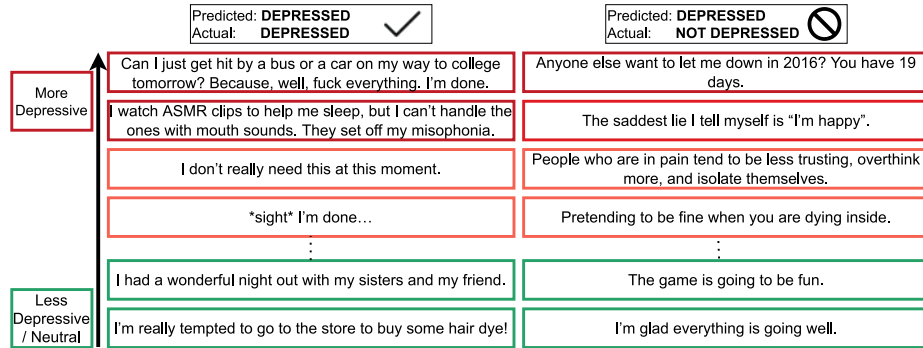 Predicted: DEPRESSED
Actual: DEPRESSED
Predicted: DEPRESSED
Actual: NOT DEPRESSED
More
Depressive
Can I just get hit by a bus or a car on my way to college
tomorrow? Because, well, fuck everything. I'm done.
Anyone else want to let me down in 2016? You have 19
days.
I watch ASMR clips to help me sleep, but I can't handle the
ones with mouth sounds. They set off my misophonia.
The saddest lie I tell myself is “I'm happy”.
I don't really need this at this moment.
People who are in pain tend to be less trusting, overthink
more, and isolate themselves.
*sight* I'm done…
Pretending to be fine when you are dying inside.
Less
Depressive
/ Neutral
I had a wonderful night out with my sisters and my friend.
The game is going to be fun.
I'm really tempted to go to the store to buy some hair dye!
I'm glad everything is going well.